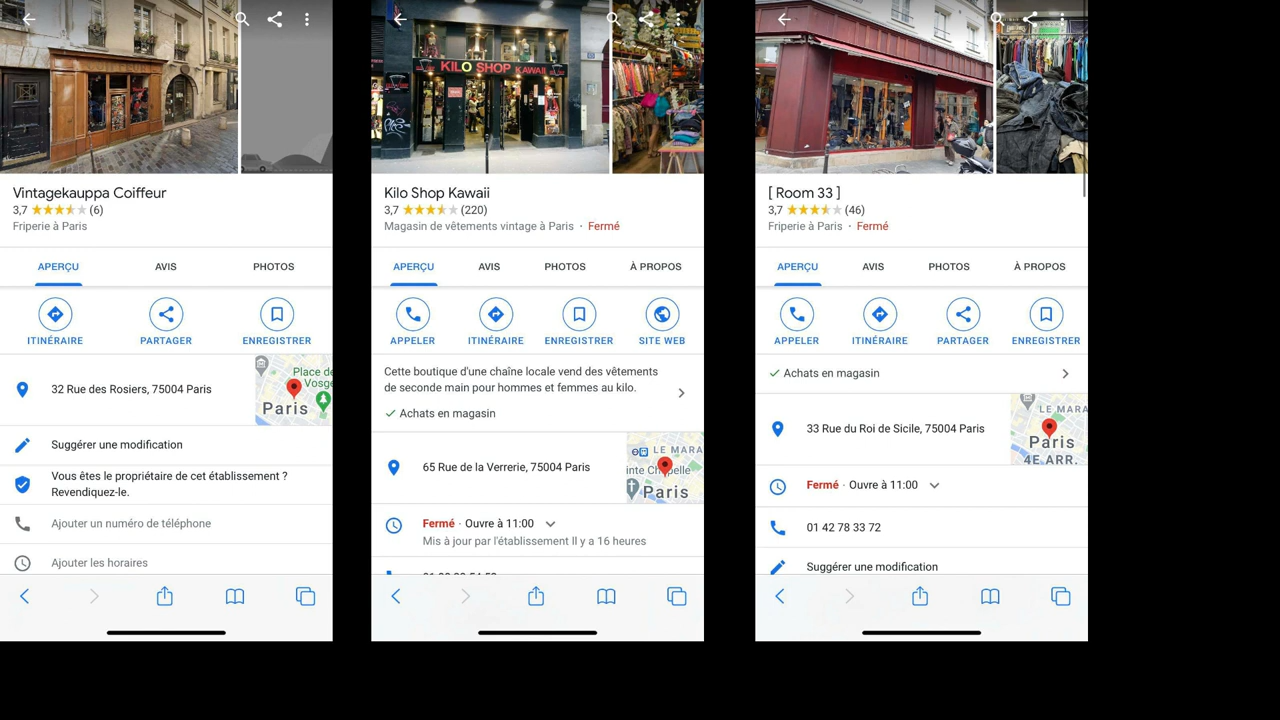 Vintagekauppa Coiffeur
3,7 (6)
Friperie à Paris
APERÇU AVIS PHOTOS
ITINÉRAIRE PARTAGER ENREGISTRER
32 Rue des Rosiers, 75004 Paris
Place de
Vosge
Paris
Suggérer une modification
Vous êtes le propriétaire de cet établissement ?
Revendiquez-le.
Ajouter un numéro de téléphone
Ajouter les horaires
KILO SHOP KAWAII
Kilo Shop Kawaii
3,7 (220)
Magasin de vêtements vintage à Paris · Fermé
APERÇU AVIS PHOTOS À PROPOS
APPELER ITINÉRAIRE ENREGISTRER SITE WEB
Cette boutique d'une chaîne locale vend des vêtements
de seconde main pour hommes et femmes au kilo.
Achats en magasin
65 Rue de la Verrerie, 75004 Paris
LE MARA
inte Chapelle
Paris
Fermé · Ouvre à 11:00
Mis à jour par l'établissement Il y a 16 heures
[ Room 33 ]
3,7 (46)
Friperie à Paris · Fermé
APERÇU AVIS PHOTOS À PROPOS
APPELER ITINÉRAIRE PARTAGER ENREGISTRER
Achats en magasin
33 Rue du Roi de Sicile, 75004 Paris
LE MARA
Paris
4E ARR.
Fermé · Ouvre à 11:00
01 42 78 33 72
Suggérer une modification